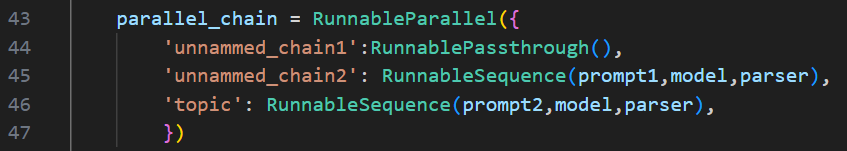 43 parallel_chain = RunnableParallel({
44 'unnammed_chain1':RunnablePassthrough(),
45 'unnammed_chain2': RunnableSequence(prompt1,model,parser),
46 'topic': RunnableSequence(prompt2,model,parser),
47 })